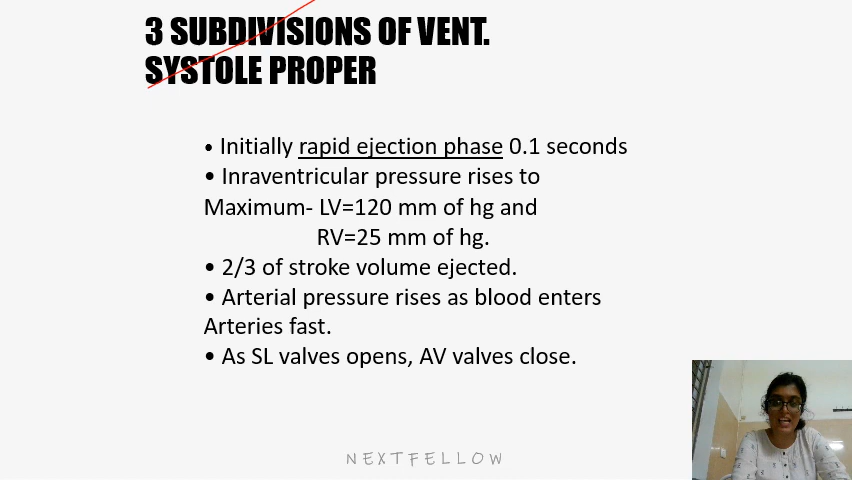 3 SUBDIVISIONS OF VENT.
SYSTOLE PROPER
• Initially rapid ejection phase 0.1 seconds
• Inraventricular pressure rises to
Maximum- LV=120 mm of hg and
RV=25 mm of hg.
• 2/3 of stroke volume ejected.
• Arterial pressure rises as blood enters
Arteries fast.
• As SL valves opens, AV valves close.
NEXTFELLOW